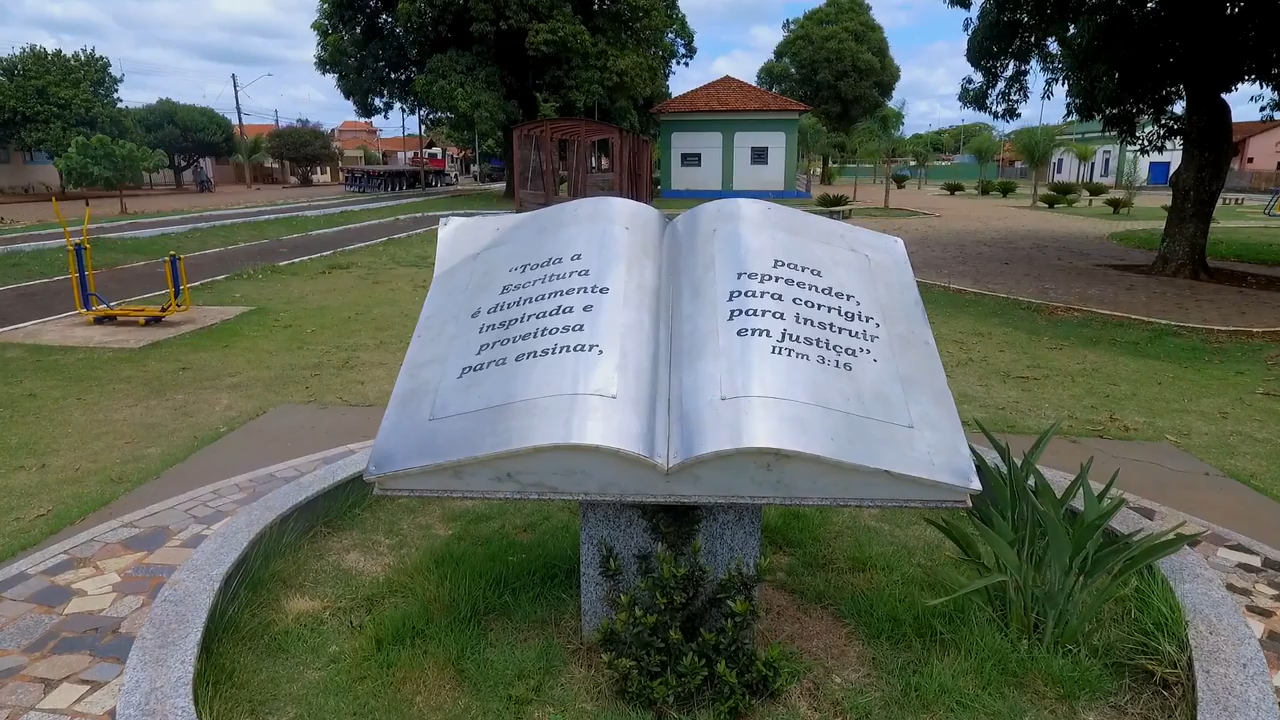 “Toda a
Escritura
é divinamente
inspirada e
proveitosa
para ensinar,
para
repreender,
para corrigir,
para instruir
em justiça”.
IITm 3:16